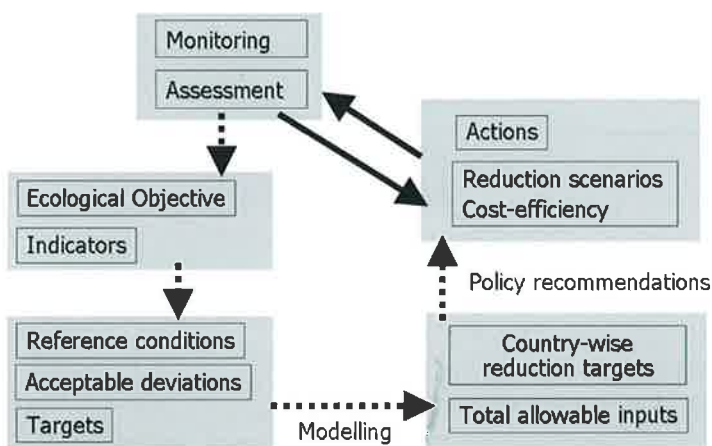 Monitoring
Assessment
Actions
Reduction scenarios
Cost-efficiency
Ecological Objective
Indicators
Policy recommendations
Reference conditions
Acceptable deviations
Targets
Modelling
Country-wise
reduction targets
Total allowable inputs